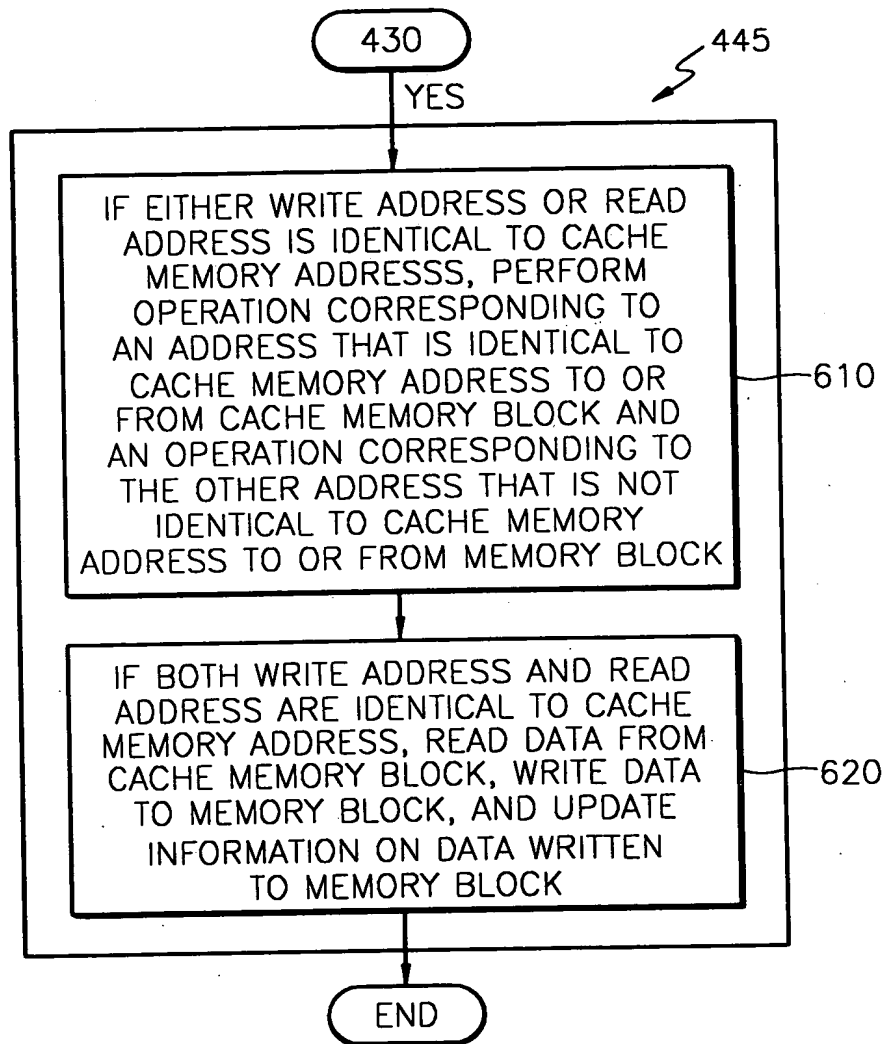 430
445
YES
IF EITHER WRITE ADDRESS OR READ
ADDRESS IS IDENTICAL TO CACHE
MEMORY ADDRESSS, PERFORM
OPERATION CORRESPONDING TO
AN ADDRESS THAT IS IDENTICAL TO
CACHE MEMORY ADDRESS TO OR
FROM CACHE MEMORY BLOCK AND
AN OPERATION CORRESPONDING TO
THE OTHER ADDRESS THAT IS NOT
IDENTICAL TO CACHE MEMORY
ADDRESS TO OR FROM MEMORY BLOCK
610
IF BOTH WRITE ADDRESS AND READ
ADDRESS ARE IDENTICAL TO CACHE
MEMORY ADDRESS, READ DATA FROM
CACHE MEMORY BLOCK, WRITE DATA
TO MEMORY BLOCK, AND UPDATE
INFORMATION ON DATA WRITTEN
TO MEMORY BLOCK
620
END